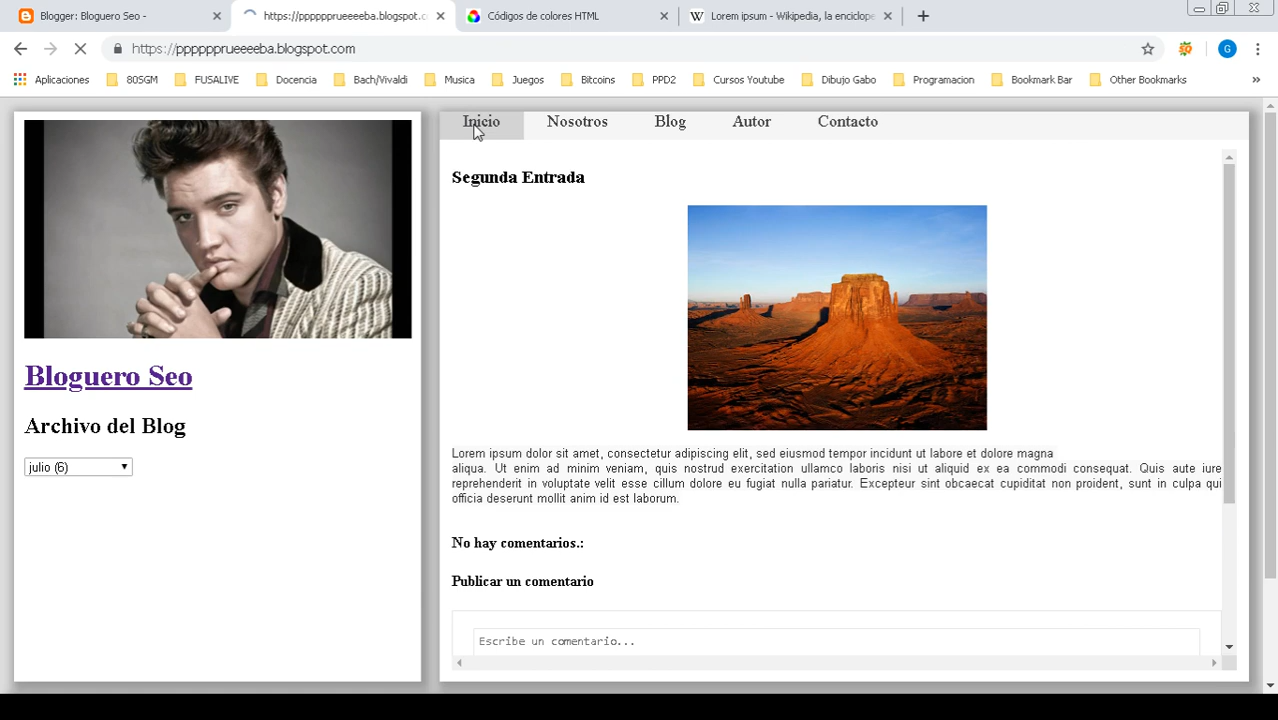 Blogger: Bloguero Seo -
https://ppppppprueeeeba.blogspot.com
Códigos de colores HTML
Lorem ipsum - Wikipedia, la enciclope
https://ppppppprueeeeba.blogspot.com
G
Aplicaciones
80SGM
FUSALIVE
Docencia
Bach/Vivaldi
Musica
Juegos
Bitcoins
PPD2
Cursos Youtube
Dibujo Gabo
Programacion
Bookmark Bar
Other Bookmarks
Inicio
Nosotros
Blog
Autor
Contacto
Bloguero Seo
Archivo del Blog
julio (6)
Segunda Entrada
Lorem ipsum dolor sit amet, consectetur adipiscing elit, sed eiusmod tempor incidunt ut labore et dolore magna
aliqua. Ut enim ad minim veniam, quis nostrud exercitation ullamco laboris nisi ut aliquid ex ea commodi consequat. Quis aute iure
reprehenderit in voluptate velit esse cillum dolore eu fugiat nulla pariatur. Excepteur sint obcaecat cupiditat non proident, sunt in culpa qui
officia deserunt mollit anim id est laborum.
No hay comentarios.:
Publicar un comentario
Escribe un comentario...